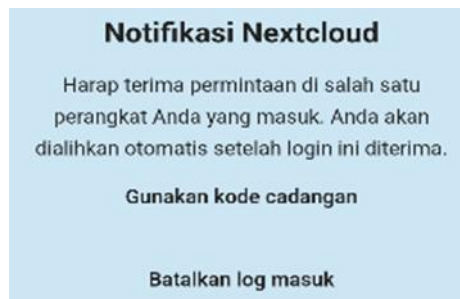 Notifikasi Nextcloud
Harap terima permintaan di salah satu
perangkat Anda yang masuk. Anda akan
dialihkan otomatis setelah login ini diterima.
Gunakan kode cadangan
Batalkan log masuk